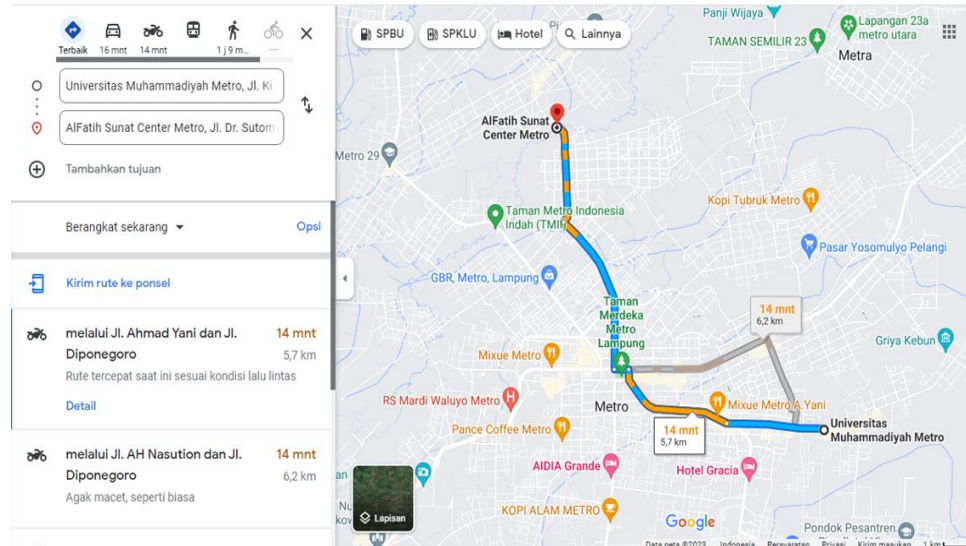 Terbaik 16 mnt 14 mnt 1 j 9 m...
Universitas Muhammadiyah Metro, Jl. Ki
AlFatih Sunat Center Metro, Jl. Dr. Sutom
Tambahkan tujuan
Berangkat sekarang
Opsi
Kirim rute ke ponsel
melalui Jl. Ahmad Yani dan Jl. 14 mnt
Diponegoro 5,7 km
Rute tercepat saat ini sesuai kondisi lalu lintas
Detail
melalui Jl. AH Nasution dan Jl. 14 mnt
Diponegoro 6,2 km
Agak macet, seperti biasa
SPBU SPKLU Hotel Lainnya
Panji Wijaya
Lapangan 23a
metro utara
TAMAN SEMILIR 23
Metra
AlFatih Sunat
Center Metro
Metro 29
Kopi Tubruk Metro
Taman Metro Indonesia
Indah (TMII)
Pasar Yosomulyo Pelangi
GBR, Metro, Lampung
Taman
Merdeka
Metro
Lampung
14 mnt
6,2 km
Griya Kebun
Mixue Metro
RS Mardi Waluyo Metro
Metro
Mixue Metro A.Yani
Universitas
Muhammadiyah Metro
Pance Coffee Metro
14 mnt
5,7 km
AIDIA Grande
Hotel Gracia
KOPI ALAM METRO
Lapisan
Google
Pondok Pesantren
Data peta ©2023 Indonesia Persyaratan Privasi Kirim masukan 1 km